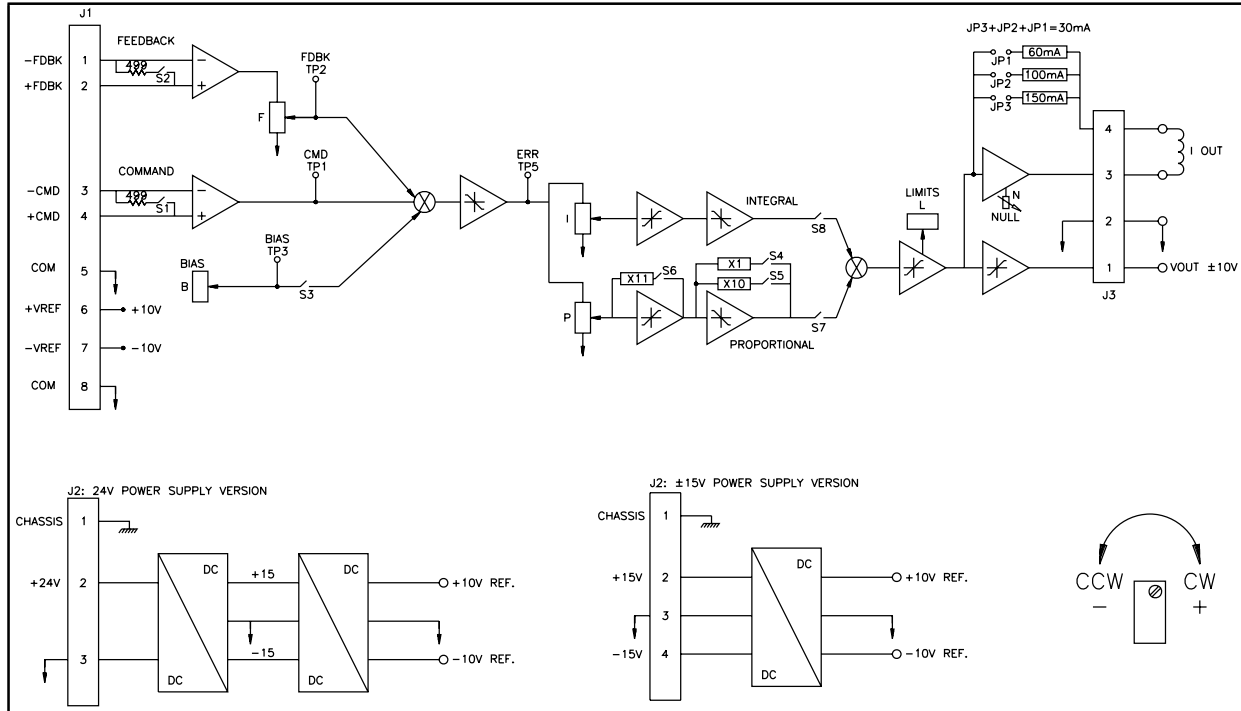 J1
JP3+JP2+JP1=30mA
FEEDBACK
-FDBK 1
499
S2
+FDBK 2
FDBK
TP2
F
JP1 60mA
JP2 100mA
JP3 150mA
COMMAND
-CMD 3
499
S1
+CMD 4
CMD
TP1
ERR
TP5
I
INTEGRAL
S8
LIMITS
L
N
NULL
4
3
2
1
I OUT
VOUT ±10V
J3
BIAS
TP3
BIAS
B
S3
COM 5
+VREF 6 +10V
-VREF 7 -10V
COM 8
P
X11 S6
X1 S4
X10 S5
S7
PROPORTIONAL
J2: 24V POWER SUPPLY VERSION
CHASSIS 1
+24V 2
3
DC
DC
+15
-15
DC
DC
+10V REF.
-10V REF.
J2: ±15V POWER SUPPLY VERSION
CHASSIS 1
+15V 2
3
-15V 4
DC
DC
+10V REF.
-10V REF.
CCW CW
- +